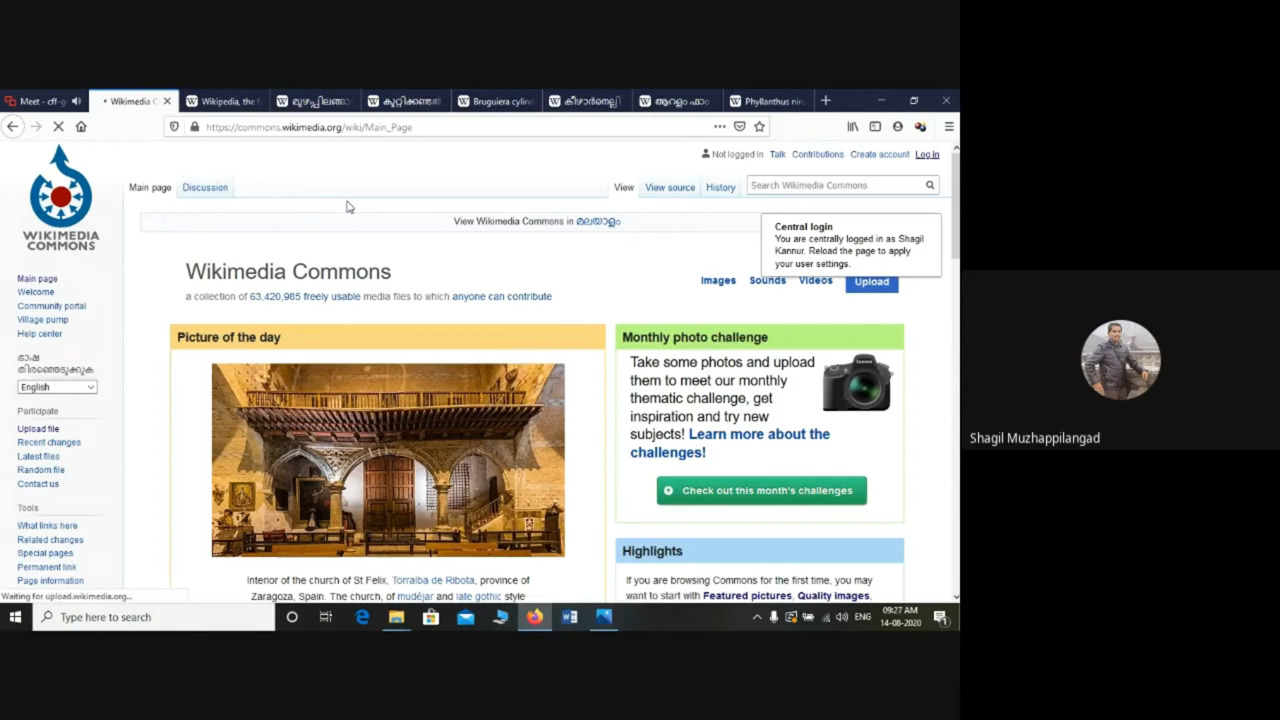 Meet - cff-g
Wikimedia C
Wikipedia, the f
മുഴപ്പിലങ്ങാ
Bruguiera cylind
കീഴാർനെല്ലി
ആറളം ഫാം
Phyllanthus niru
https://commons.wikimedia.org/wiki/Main_Page
Not logged in Talk Contributions Create account Log in
Main page Discussion View View source History Search Wikimedia Commons
View Wikimedia Commons in മലയാളം
Central login
You are centrally logged in as Shagil
Kannur. Reload the page to apply
your user settings.
WIKIMEDIA
COMMONS
Wikimedia Commons
a collection of 63,420,985 freely usable media files to which anyone can contribute
Images Sounds Videos Upload
Main page
Welcome
Community portal
Village pump
Help center
ഭാഷ
തിരഞ്ഞെടുക്കുക
English
Participate
Upload file
Recent changes
Latest files
Random file
Contact us
Tools
What links here
Related changes
Special pages
Permanent link
Page information
Picture of the day
Interior of the church of St Felix, Torralba de Ribota, province of
Zaragoza, Spain. The church, of mudéjar and late gothic style
Monthly photo challenge
Take some photos and upload
them to meet our monthly
thematic challenge, get
inspiration and try new
subjects! Learn more about the
challenges!
Check out this month's challenges
Highlights
If you are browsing Commons for the first time, you may
want to start with Featured pictures, Quality images,
Waiting for upload.wikimedia.org...
Type here to search
ENG
09:27 AM
14-08-2020
Shagil Muzhappilangad